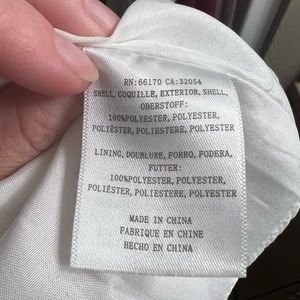 RN:66170 CA:32054
SHELL, COQUILLE, EXTERIOR, SHELL,
OBERSTOFF:
100%POLYESTER, POLYESTER,
POLIÉSTER, POLIESTERE, POLYESTER
LINING, DOUBLURE, FORRO, FODERA,
FUTTER:
100%POLYESTER, POLYESTER,
POLIÉSTER, POLIESTERE, POLYESTER
MADE IN CHINA
FABRIQUE EN CHINE
HECHO EN CHINA